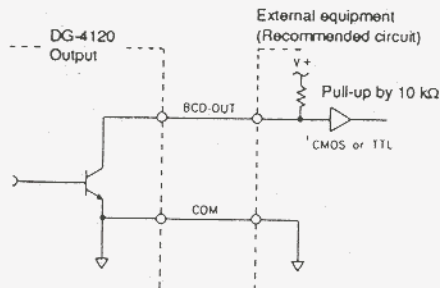 DG-4120
Output
External equipment
(Recommended circuit)
V +
Pull-up by 10 kΩ
BCD-OUT
CMOS or TTL
COM